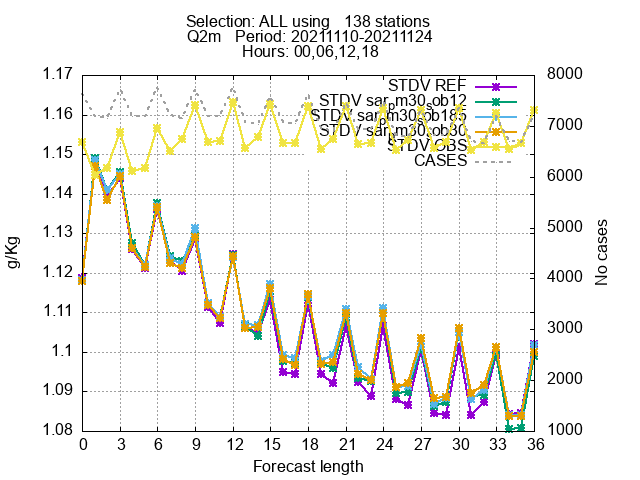 Selection: ALL using   138 stations
Q2m   Period: 20211110-20211124
Hours: 00,06,12,18
1.17
1.16
1.15
1.14
1.13
1.12
1.11
1.1
1.09
1.08
g/Kg
8000
7000
6000
5000
4000
3000
2000
1000
No cases
STDV REF
STDV sar_m30_ob12
STDV sar_m30_ob185
STDV sar_m30_ob30
STDV OBS
CASES
0 3 6 9 12 15 18 21 24 27 30 33 36
Forecast length